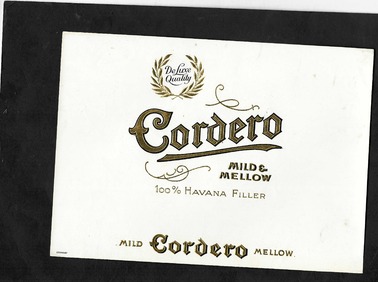 De Luxe
Quality
Cordero
MILD &
MELLOW
100% HAVANA FILLER
MILD Cordero MELLOW